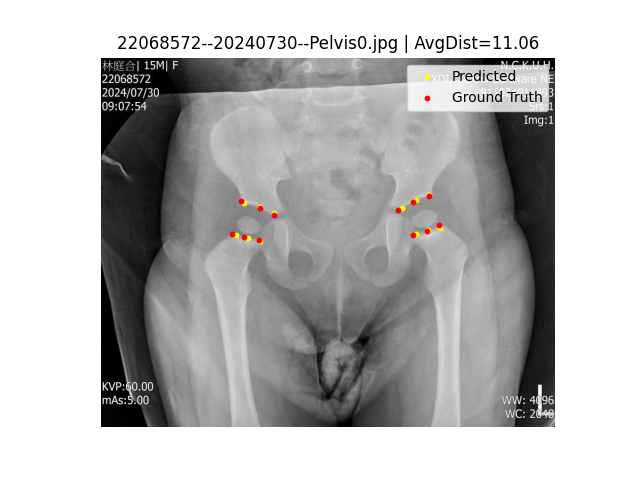 22068572--20240730--Pelvis0.jpg | AvgDist=11.06
林庭合| 15M| F
22068572
2024/07/30
09:07:54
N.C.K.U.H.
Predicted
Ground Truth
Srs:1
Img:1
KVP:60.00
mAs:5.00
WW: 4096
WC: 2048